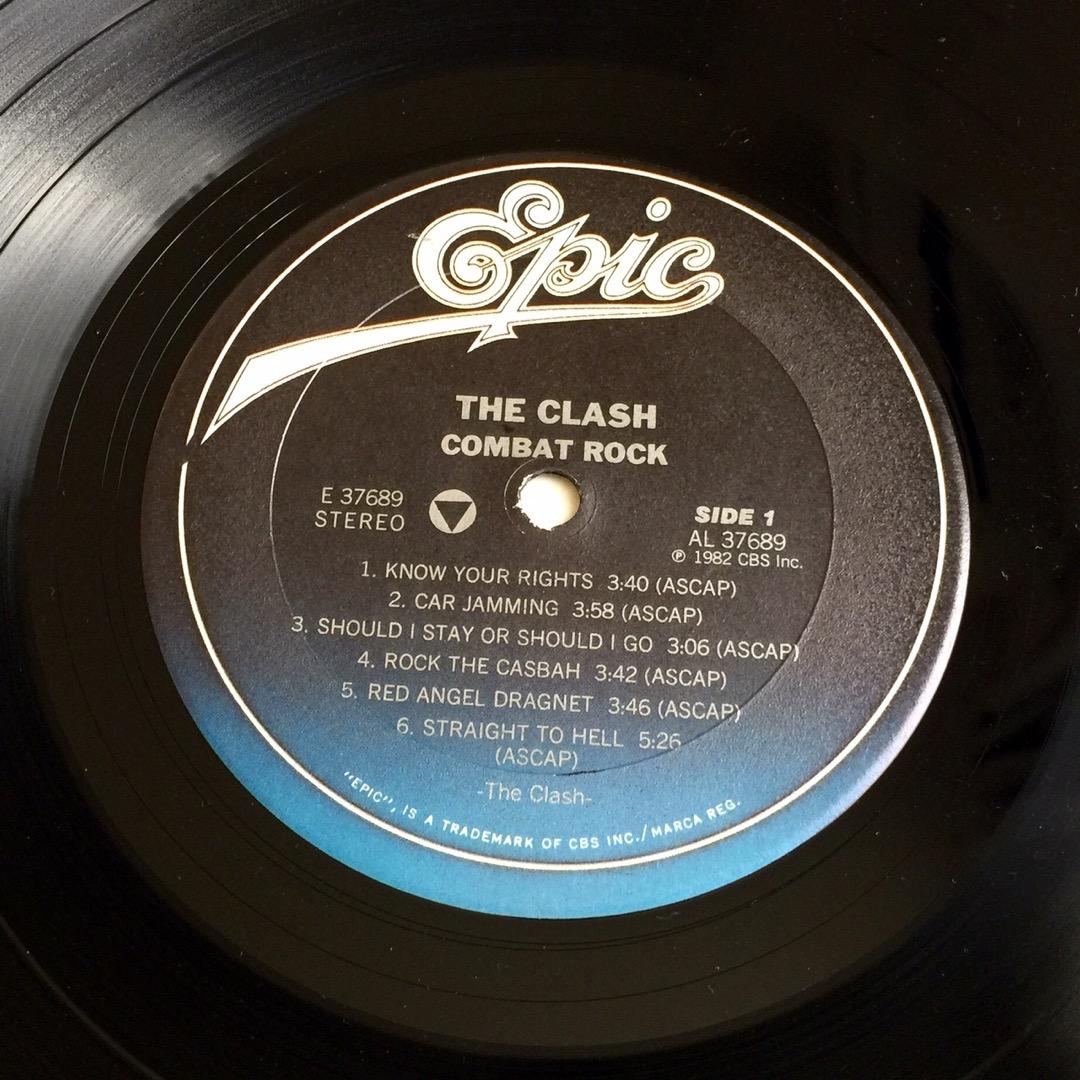 Epic
THE CLASH
COMBAT ROCK
E 37689
STEREO
SIDE 1
AL 37689
℗ 1982 CBS Inc.
1. KNOW YOUR RIGHTS 3:40 (ASCAP)
2. CAR JAMMING 3:58 (ASCAP)
3. SHOULD I STAY OR SHOULD I GO 3:06 (ASCAP)
4. ROCK THE CASBAH 3:42 (ASCAP)
5. RED ANGEL DRAGNET 3:46 (ASCAP)
6. STRAIGHT TO HELL 5:26
(ASCAP)
-The Clash-
"EPIC", IS A TRADEMARK OF CBS INC./MARCA REG.